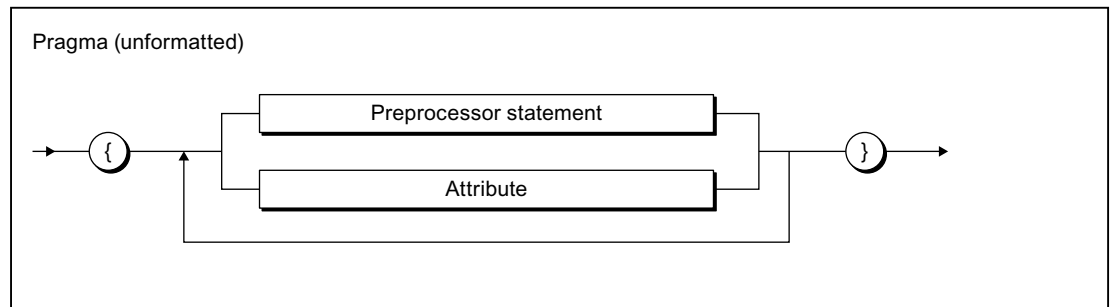 Pragma (unformatted)
Preprocessor statement
{
}
Attribute